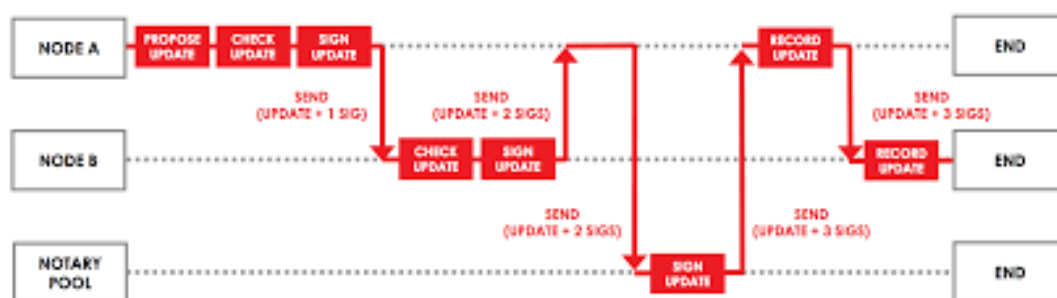 NODE A
PROPOSE
UPDATE
CHECK
UPDATE
SIGN
UPDATE
RECORD
UPDATE
END
SEND
(UPDATE + 1 SIG)
SEND
(UPDATE + 2 SIGS)
SEND
(UPDATE + 3 SIGS)
NODE B
CHECK
UPDATE
SIGN
UPDATE
RECORD
UPDATE
END
SEND
(UPDATE + 2 SIGS)
SEND
(UPDATE + 3 SIGS)
NOTARY
POOL
SIGN
UPDATE
END